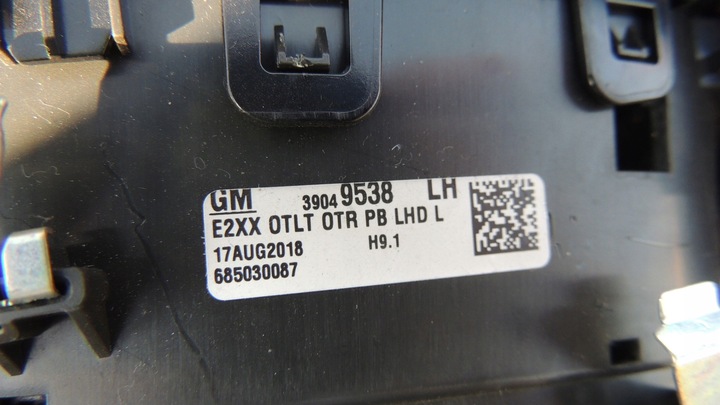 GM 39049538 LH
E2XX OTLT OTR PB LHD L
17AUG2018 H9.1
685030087